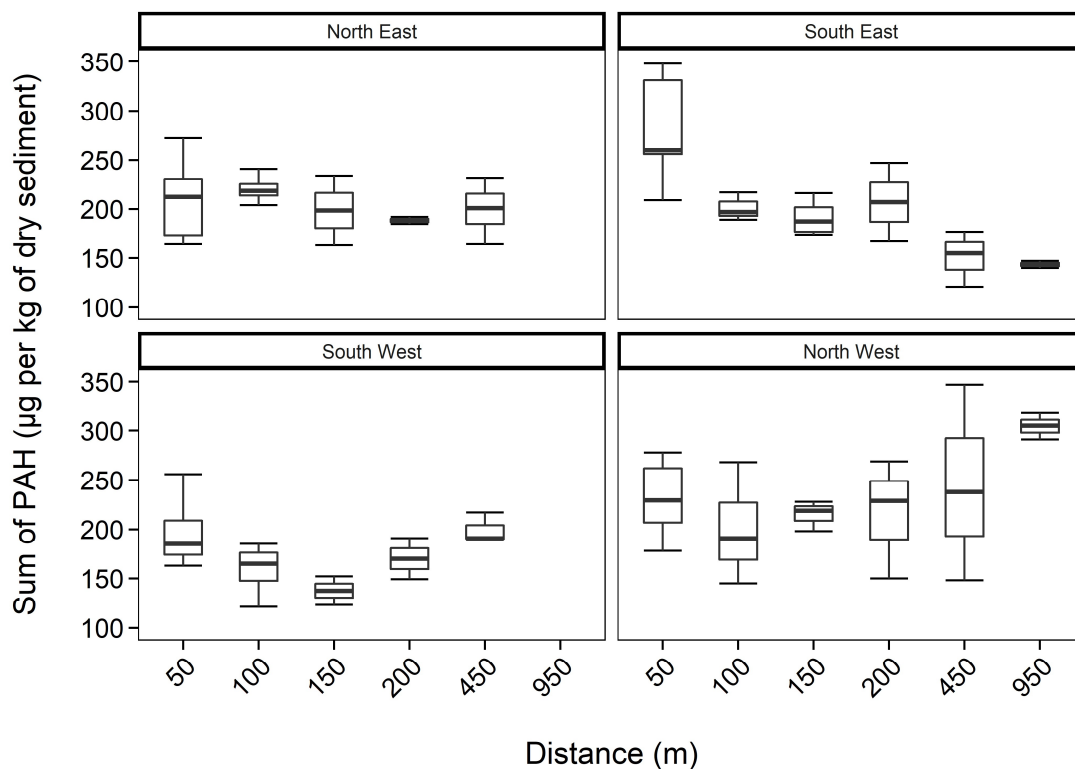 North East
South East
350
300
250
200
150
100
South West
North West
350
300
250
200
150
100
Sum of PAH (µg per kg of dry sediment)
50 100 150 200 450 950
50 100 150 200 450 950
Distance (m)